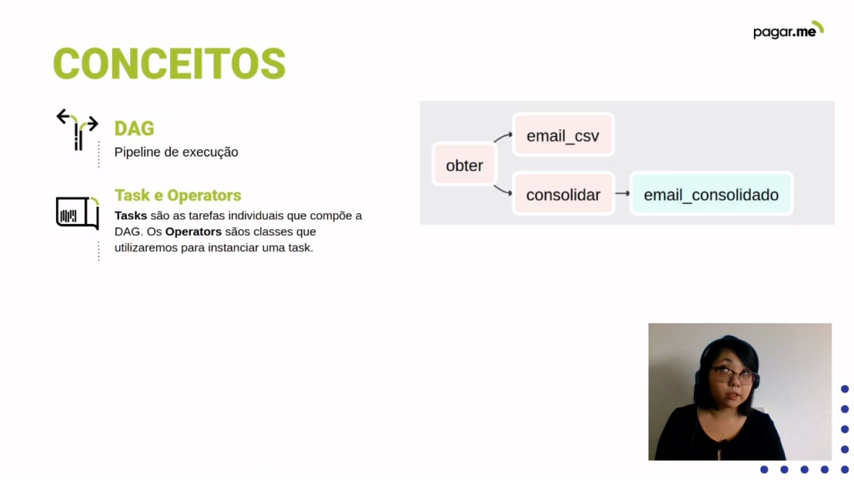 pagar.me
CONCEITOS
DAG
Pipeline de execução
Task e Operators
Tasks são as tarefas individuais que compõe a
DAG. Os Operators sãos classes que
utilizaremos para instanciar uma task.
obter
email_csv
consolidar
email_consolidado